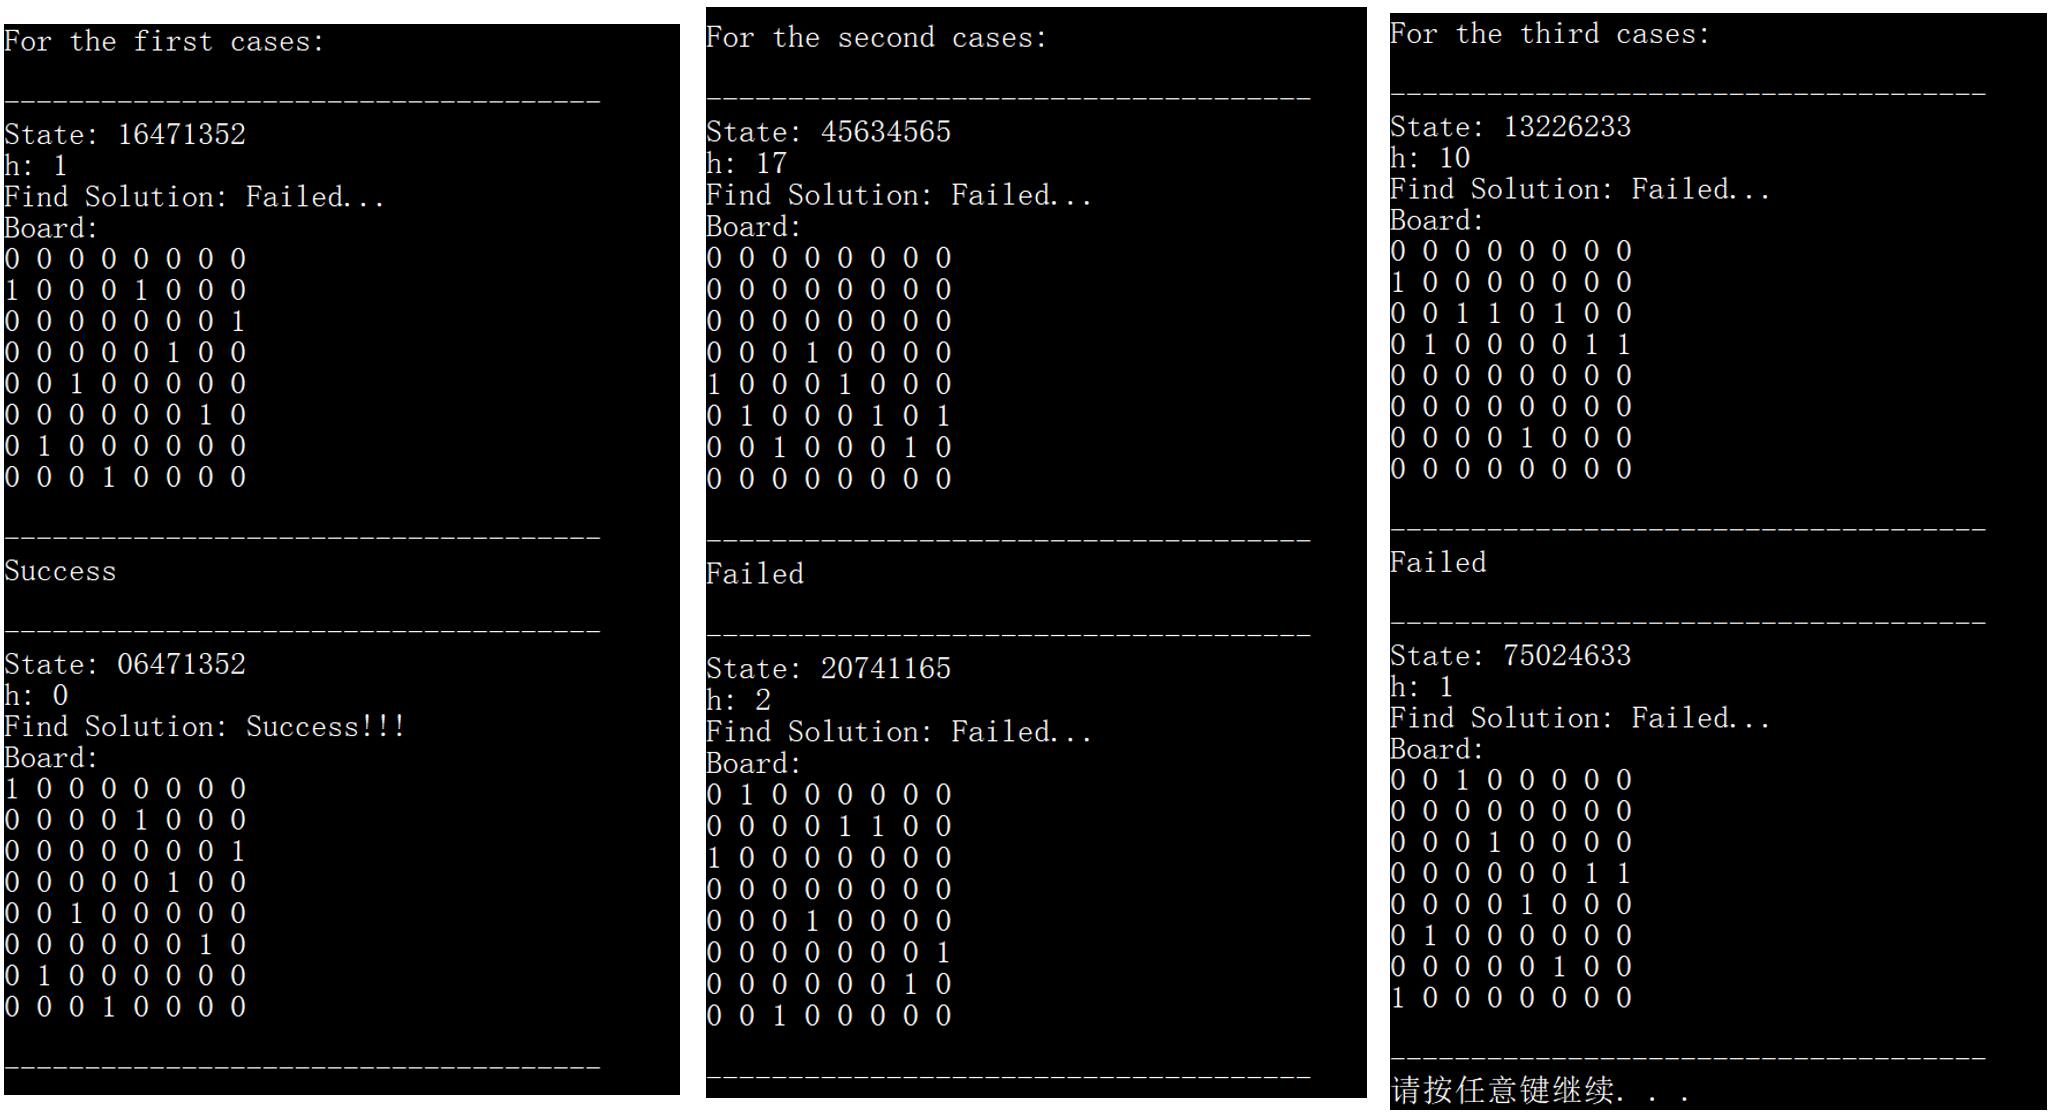 For the first cases:
-------------------------------------
State: 16471352
h: 1
Find Solution: Failed...
Board:
0 0 0 0 0 0 0 0
1 0 0 0 1 0 0 0
0 0 0 0 0 0 0 1
0 0 0 0 0 1 0 0
0 0 1 0 0 0 0 0
0 0 0 0 0 0 1 0
0 1 0 0 0 0 0 0
0 0 0 1 0 0 0 0
-------------------------------------
Success
-------------------------------------
State: 06471352
h: 0
Find Solution: Success!!!
Board:
1 0 0 0 0 0 0 0
0 0 0 0 1 0 0 0
0 0 0 0 0 0 0 1
0 0 0 0 0 1 0 0
0 0 1 0 0 0 0 0
0 0 0 0 0 0 1 0
0 1 0 0 0 0 0 0
0 0 0 1 0 0 0 0
-------------------------------------
For the second cases:
-------------------------------------
State: 45634565
h: 17
Find Solution: Failed...
Board:
0 0 0 0 0 0 0 0
0 0 0 0 0 0 0 0
0 0 0 0 0 0 0 0
0 0 0 1 0 0 0 0
1 0 0 0 1 0 0 0
0 1 0 0 0 1 0 1
0 0 1 0 0 0 1 0
0 0 0 0 0 0 0 0
-------------------------------------
Failed
-------------------------------------
State: 20741165
h: 2
Find Solution: Failed...
Board:
0 1 0 0 0 0 0 0
0 0 0 0 1 1 0 0
1 0 0 0 0 0 0 0
0 0 0 0 0 0 0 0
0 0 0 1 0 0 0 0
0 0 0 0 0 0 0 1
0 0 0 0 0 0 1 0
0 0 1 0 0 0 0 0
-------------------------------------
For the third cases:
-------------------------------------
State: 13226233
h: 10
Find Solution: Failed...
Board:
0 0 0 0 0 0 0 0
1 0 0 0 0 0 0 0
0 0 1 1 0 1 0 0
0 1 0 0 0 0 1 1
0 0 0 0 0 0 0 0
0 0 0 0 0 0 0 0
0 0 0 0 1 0 0 0
0 0 0 0 0 0 0 0
-------------------------------------
Failed
-------------------------------------
State: 75024633
h: 1
Find Solution: Failed...
Board:
0 0 1 0 0 0 0 0
0 0 0 0 0 0 0 0
0 0 0 1 0 0 0 0
0 0 0 0 0 0 1 1
0 0 0 0 1 0 0 0
0 1 0 0 0 0 0 0
0 0 0 0 0 1 0 0
1 0 0 0 0 0 0 0
-------------------------------------
请按任意键继续. . .